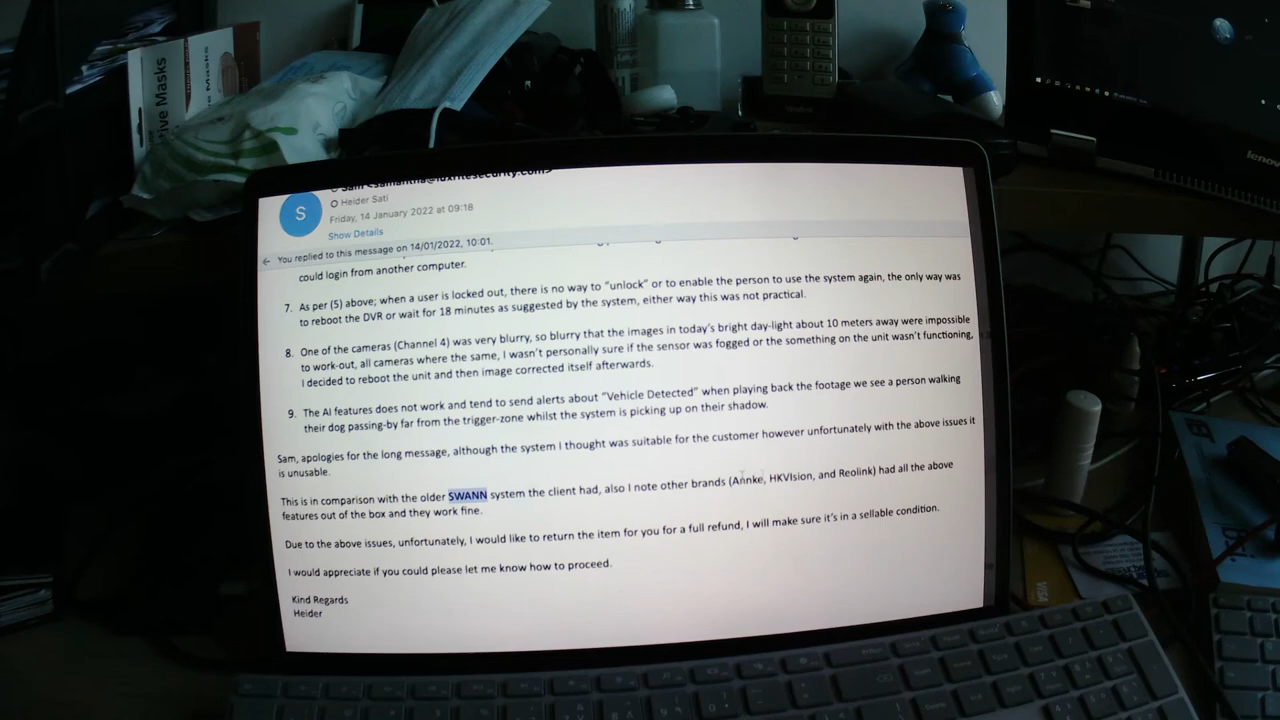 Sam <samantha@luxritesecurity.com>
Heider Sati
Friday, 14 January 2022 at 09:18
Show Details
You replied to this message on 14/01/2022, 10:01.
could login from another computer.
7. As per (5) above; when a user is locked out, there is no way to “unlock” or to enable the person to use the system again, the only way was
to reboot the DVR or wait for 18 minutes as suggested by the system, either way this was not practical.
8. One of the cameras (Channel 4) was very blurry, so blurry that the images in today’s bright day-light about 10 meters away were impossible
to work-out, all cameras where the same, I wasn’t personally sure if the sensor was fogged or the something on the unit wasn’t functioning,
I decided to reboot the unit and then image corrected itself afterwards.
9. The AI features does not work and tend to send alerts about “Vehicle Detected” when playing back the footage we see a person walking
their dog passing-by far from the trigger-zone whilst the system is picking up on their shadow.
Sam, apologies for the long message, although the system I thought was suitable for the customer however unfortunately with the above issues it
is unusable.
This is in comparison with the older SWANN system the client had, also I note other brands (Annke, HKVIsion, and Reolink) had all the above
features out of the box and they work fine.
Due to the above issues, unfortunately, I would like to return the item for you for a full refund, I will make sure it’s in a sellable condition.
I would appreciate if you could please let me know how to proceed.
Kind Regards
Heider
S
ive Masks
e Masks
lenovo
VISA